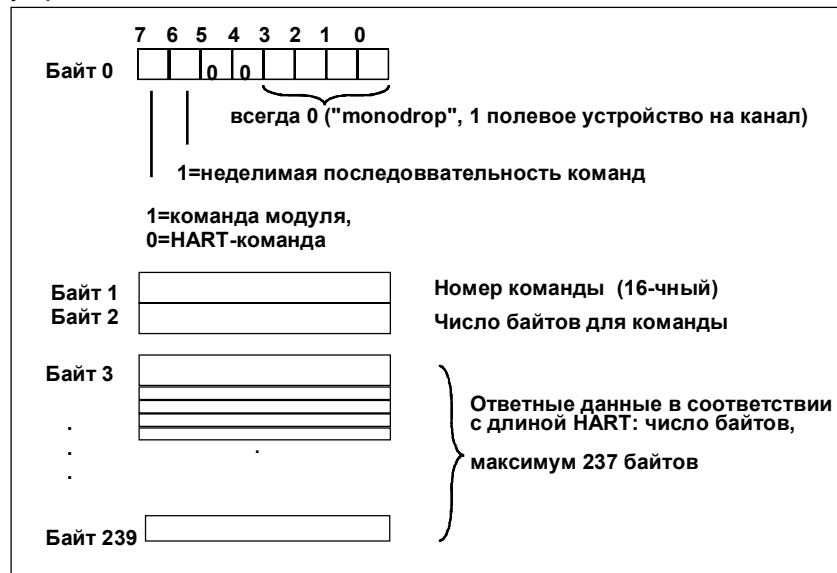 7 6 5 4 3 2 1 0
Байт 0
0 0
всегда 0 ("monodrop", 1 полевое устройство на канал)
1=неделимая последоввательность команд
1=команда модуля,
0=HART-команда
Байт 1
Номер команды (16-чный)
Байт 2
Число байтов для команды
Байт 3
Ответные данные в соответствии
с длиной HART: число байтов,
максимум 237 байтов
.
.
.
.
Байт 239